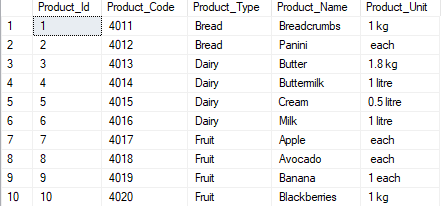 Product_Id Product_Code Product_Type Product_Name Product_Unit
1 1 4011 Bread Breadcrumbs 1 kg
2 2 4012 Bread Panini each
3 3 4013 Dairy Butter 1.8 kg
4 4 4014 Dairy Buttermilk 1 litre
5 5 4015 Dairy Cream 0.5 litre
6 6 4016 Dairy Milk 1 litre
7 7 4017 Fruit Apple each
8 8 4018 Fruit Avocado each
9 9 4019 Fruit Banana 1 each
10 10 4020 Fruit Blackberries 1 kg